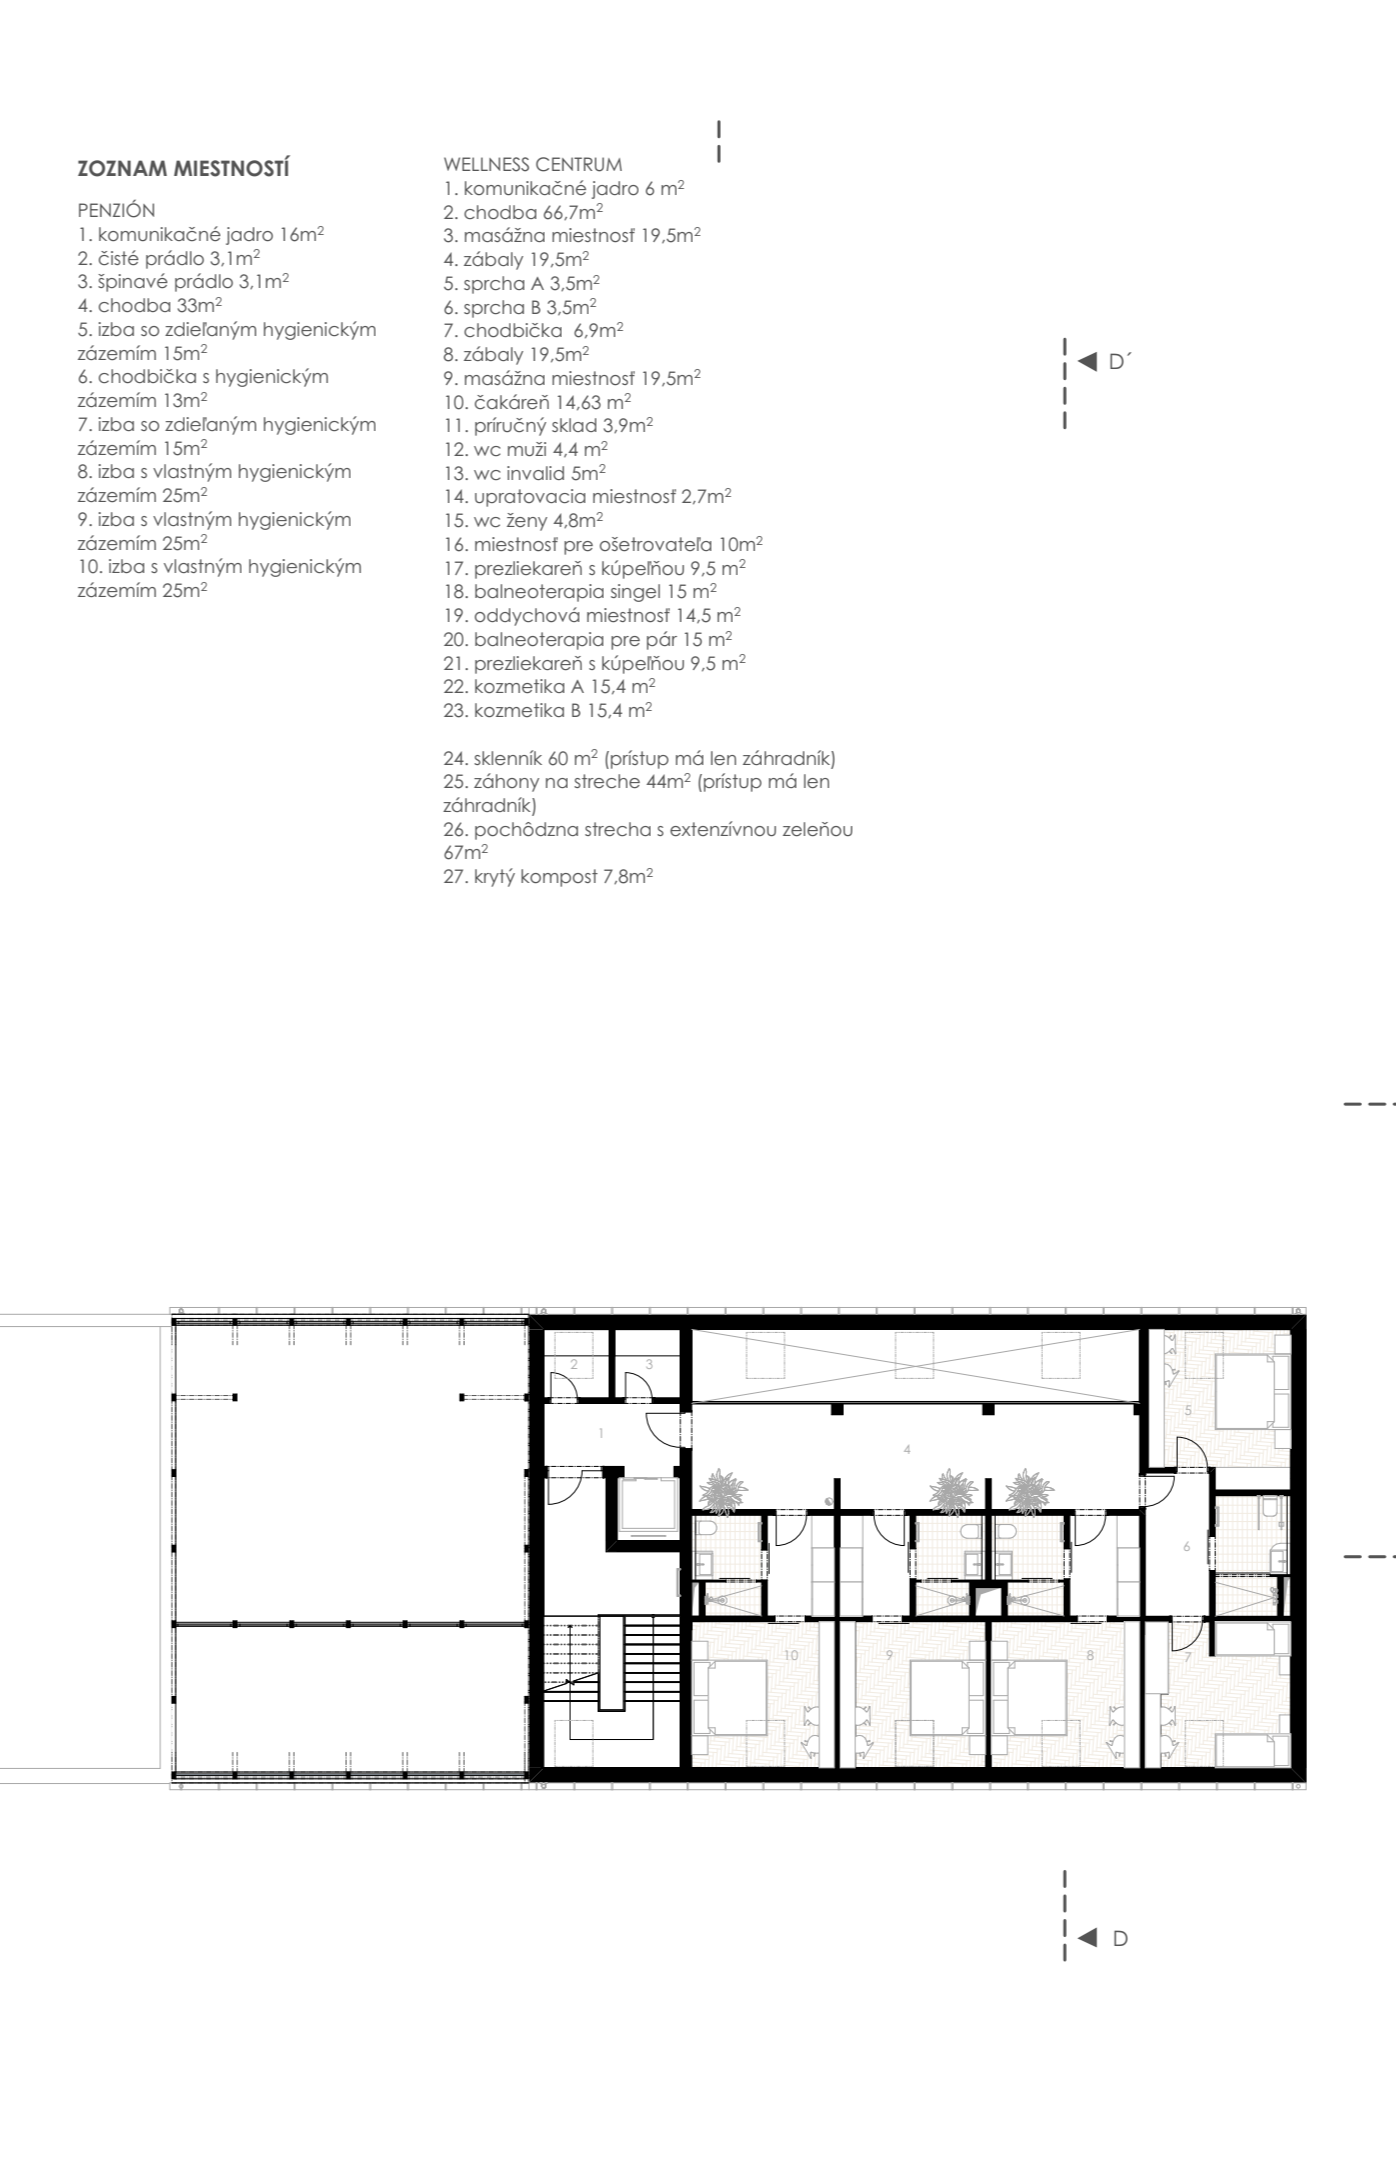 ZOZNAM MIESTNOSTÍ
PENZIÓN
1. komunikačné jadro 16m²
2. čisté prádlo 3,1m²
3. špinavé prádlo 3,1m²
4. chodba 33m²
5. izba so zdieľaným hygienickým
zázemím 15m²
6. chodbička s hygienickým
zázemím 13m²
7. izba so zdieľaným hygienickým
zázemím 15m²
8. izba s vlastným hygienickým
zázemím 25m²
9. izba s vlastným hygienickým
zázemím 25m²
10. izba s vlastným hygienickým
zázemím 25m²
WELLNESS CENTRUM
1. komunikačné jadro 6 m²
2. chodba 66,7m²
3. masážna miestnosť 19,5m²
4. zábaly 19,5m²
5. sprcha A 3,5m²
6. sprcha B 3,5m²
7. chodbička  6,9m²
8. zábaly 19,5m²
9. masážna miestnosť 19,5m²
10. čakáreň 14,63 m²
11. príručný sklad 3,9m²
12. wc muži 4,4 m²
13. wc invalid 5m²
14. upratovacia miestnosť 2,7m²
15. wc ženy 4,8m²
16. miestnosť pre ošetrovateľa 10m²
17. prezliekareň s kúpeľňou 9,5 m²
18. balneoterapia singel 15 m²
19. oddychová miestnosť 14,5 m²
20. balneoterapia pre pár 15 m²
21. prezliekareň s kúpeľňou 9,5 m²
22. kozmetika A 15,4 m²
23. kozmetika B 15,4 m²
24. sklenník 60 m² (prístup má len záhradník)
25. záhony na streche 44m² (prístup má len
záhradník)
26. pochôdzna strecha s extenzívnou zeleňou
67m²
27. krytý kompost 7,8m²
D´
2
3
5
1
4
6
10
9
8
7
D